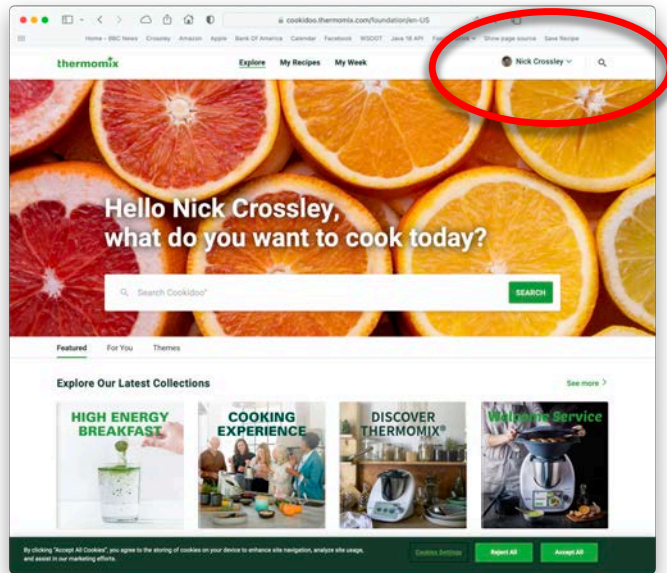 cookidoo.thermomix.com/foundation/en-US
Home - BBC News Crossley Amazon Apple Bank Of America Calendar Facebook WSDOT Java 18 API Show page source Save Recipe
thermomix
Explore My Recipes My Week
Nick Crossley
Hello Nick Crossley,
what do you want to cook today?
Search Cookidoo®
SEARCH
Featured For You Themes
Explore Our Latest Collections
See more >
HIGH ENERGY
BREAKFAST
COOKING
EXPERIENCE
DISCOVER
THERMOMIX®
Welcome Service
By clicking "Accept All Cookies", you agree to the storing of cookies on your device to enhance site navigation, analyze site usage,
and assist in our marketing efforts.
Cookies Settings
Reject All
Accept All